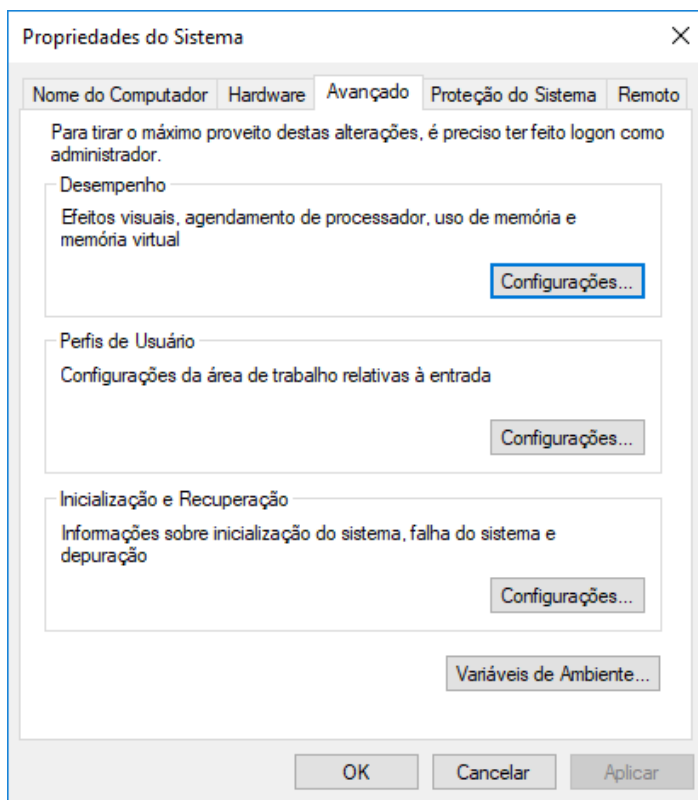 Propriedades do Sistema
Nome do Computador Hardware Avançado Proteção do Sistema Remoto
Para tirar o máximo proveito destas alterações, é preciso ter feito logon como
administrador.
Desempenho
Efeitos visuais, agendamento de processador, uso de memória e
memória virtual
Configurações...
Perfis de Usuário
Configurações da área de trabalho relativas à entrada
Configurações...
Inicialização e Recuperação
Informações sobre inicialização do sistema, falha do sistema e
depuração
Configurações...
Variáveis de Ambiente...
OK Cancelar Aplicar